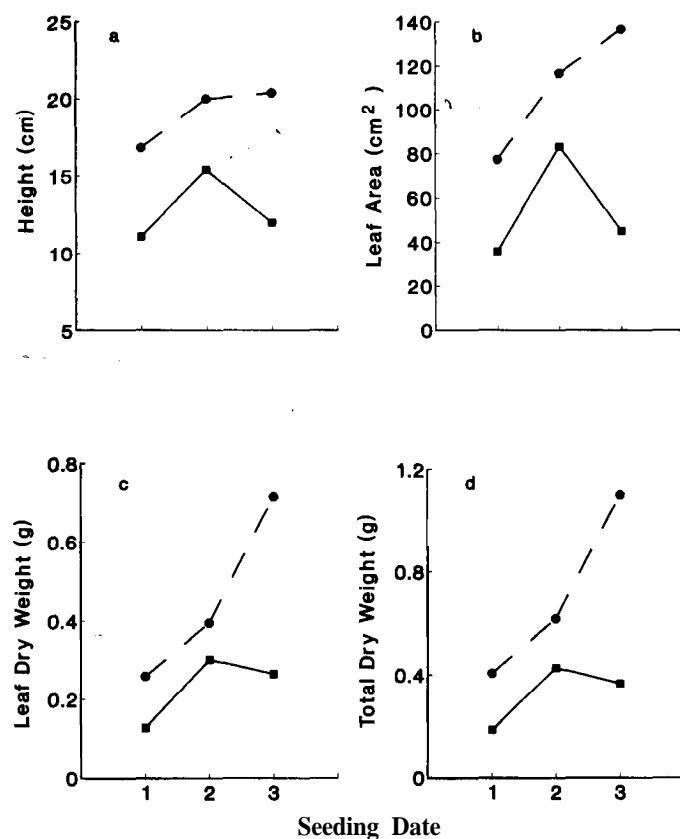 a
25
20
15
10
5
Height (cm)
b
140
120
100
80
60
40
20
0
Leaf Area (cm²)
c
0.8
0.6
0.4
0.2
0
Leaf Dry Weight (g)
1 2 3
d
1.2
0.8
0.4
0
Total Dry Weight (g)
1 2 3
Seeding Date